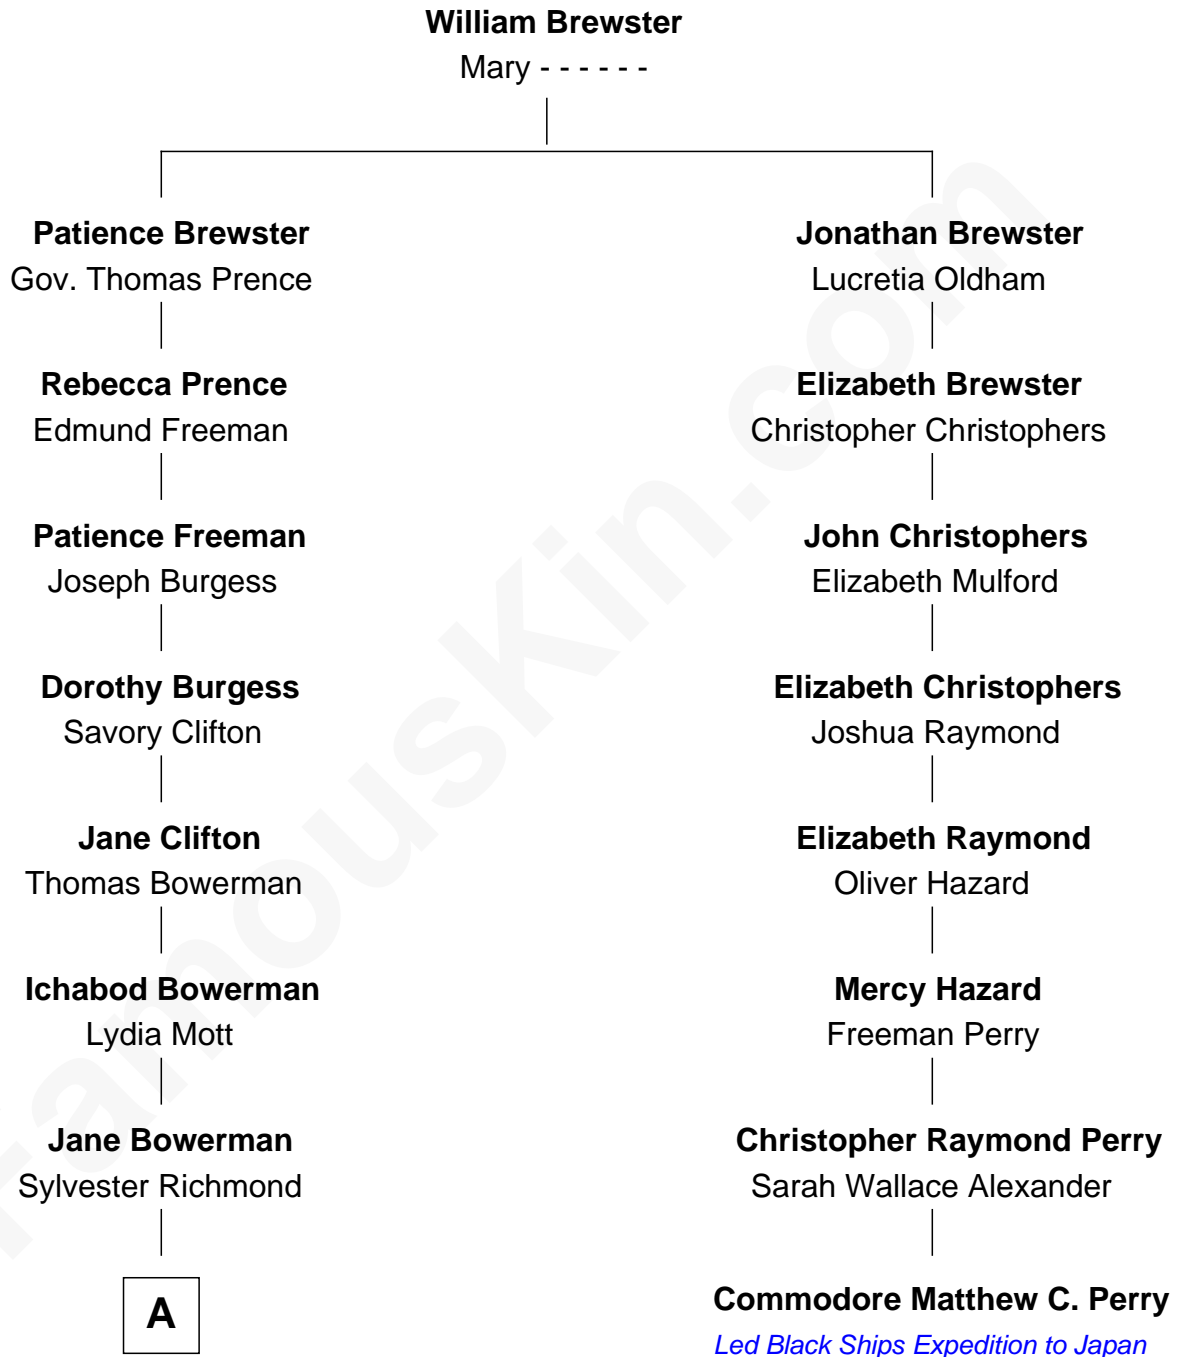 William Brewster
Mary - - - - - -
Patience Brewster
Gov. Thomas Prence
Jonathan Brewster
Lucretia Oldham
Rebecca Prence
Edmund Freeman
Elizabeth Brewster
Christopher Christophers
Patience Freeman
Joseph Burgess
John Christophers
Elizabeth Mulford
Dorothy Burgess
Savory Clifton
Elizabeth Christophers
Joshua Raymond
Jane Clifton
Thomas Bowerman
Elizabeth Raymond
Oliver Hazard
Ichabod Bowerman
Lydia Mott
Mercy Hazard
Freeman Perry
Jane Bowerman
Sylvester Richmond
Christopher Raymond Perry
Sarah Wallace Alexander
A
Commodore Matthew C. Perry
Led Black Ships Expedition to Japan
FamousKin.com